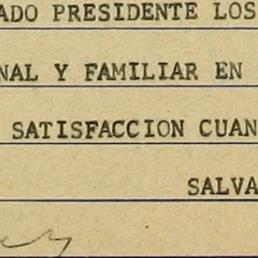 ADO PRESIDENTE LOS
NAL Y FAMILIAR EN
SATISFACCION CUAN
SALVA